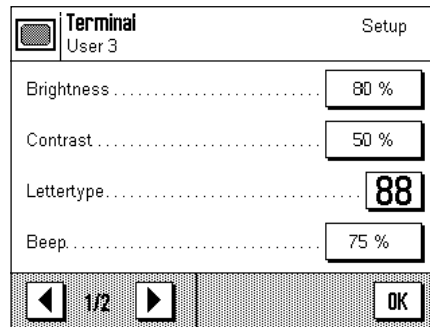 Terminal Setup
User 3
Brightness ............................ 80 %
Contrast ............................ 50 %
Lettertype ............................ 88
Beep ............................ 75 %
1/2 OK